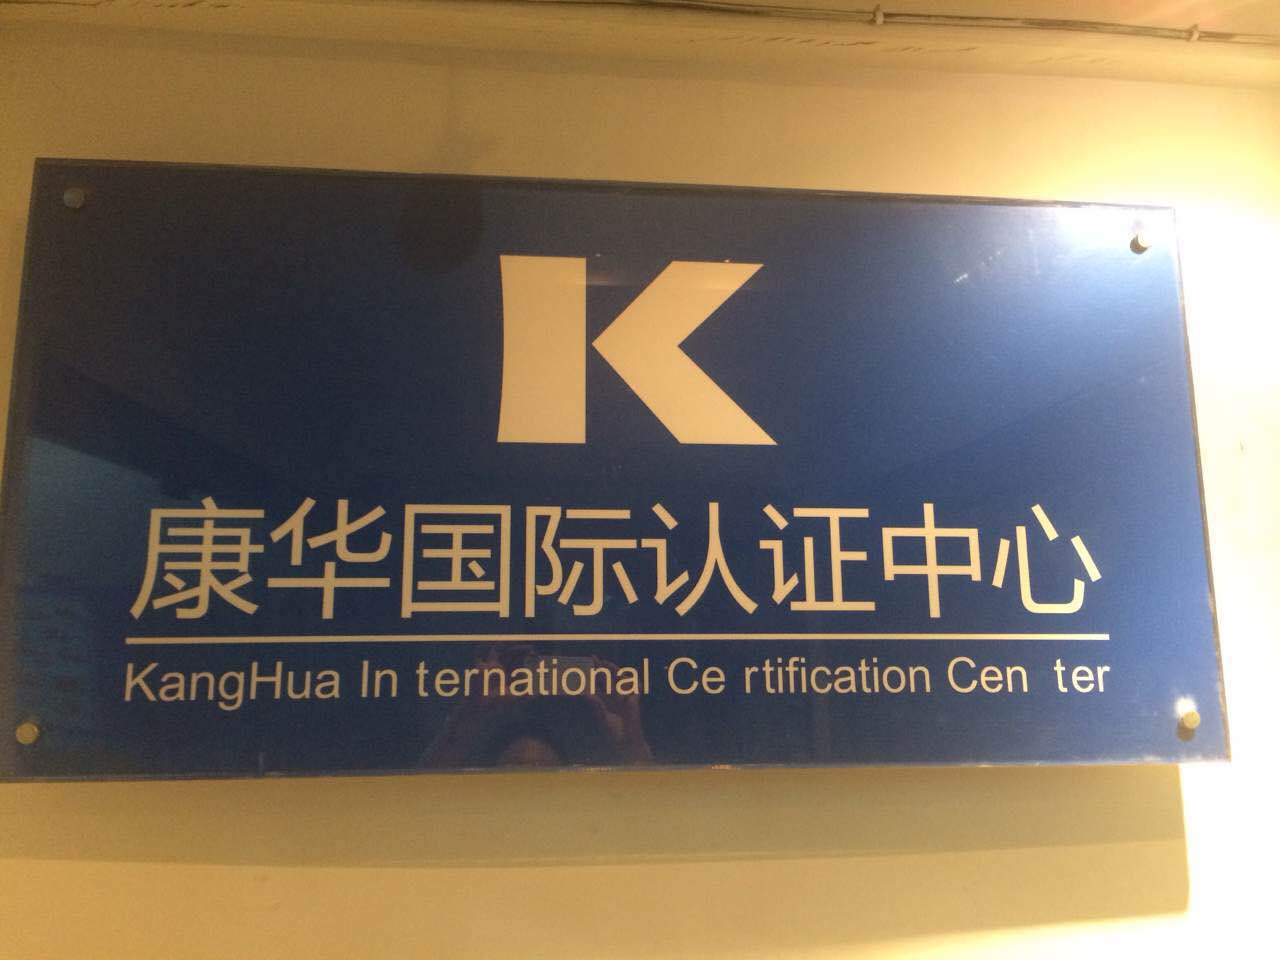 K
康华国际认证中心
KangHua In ternational Ce rtification Cen ter